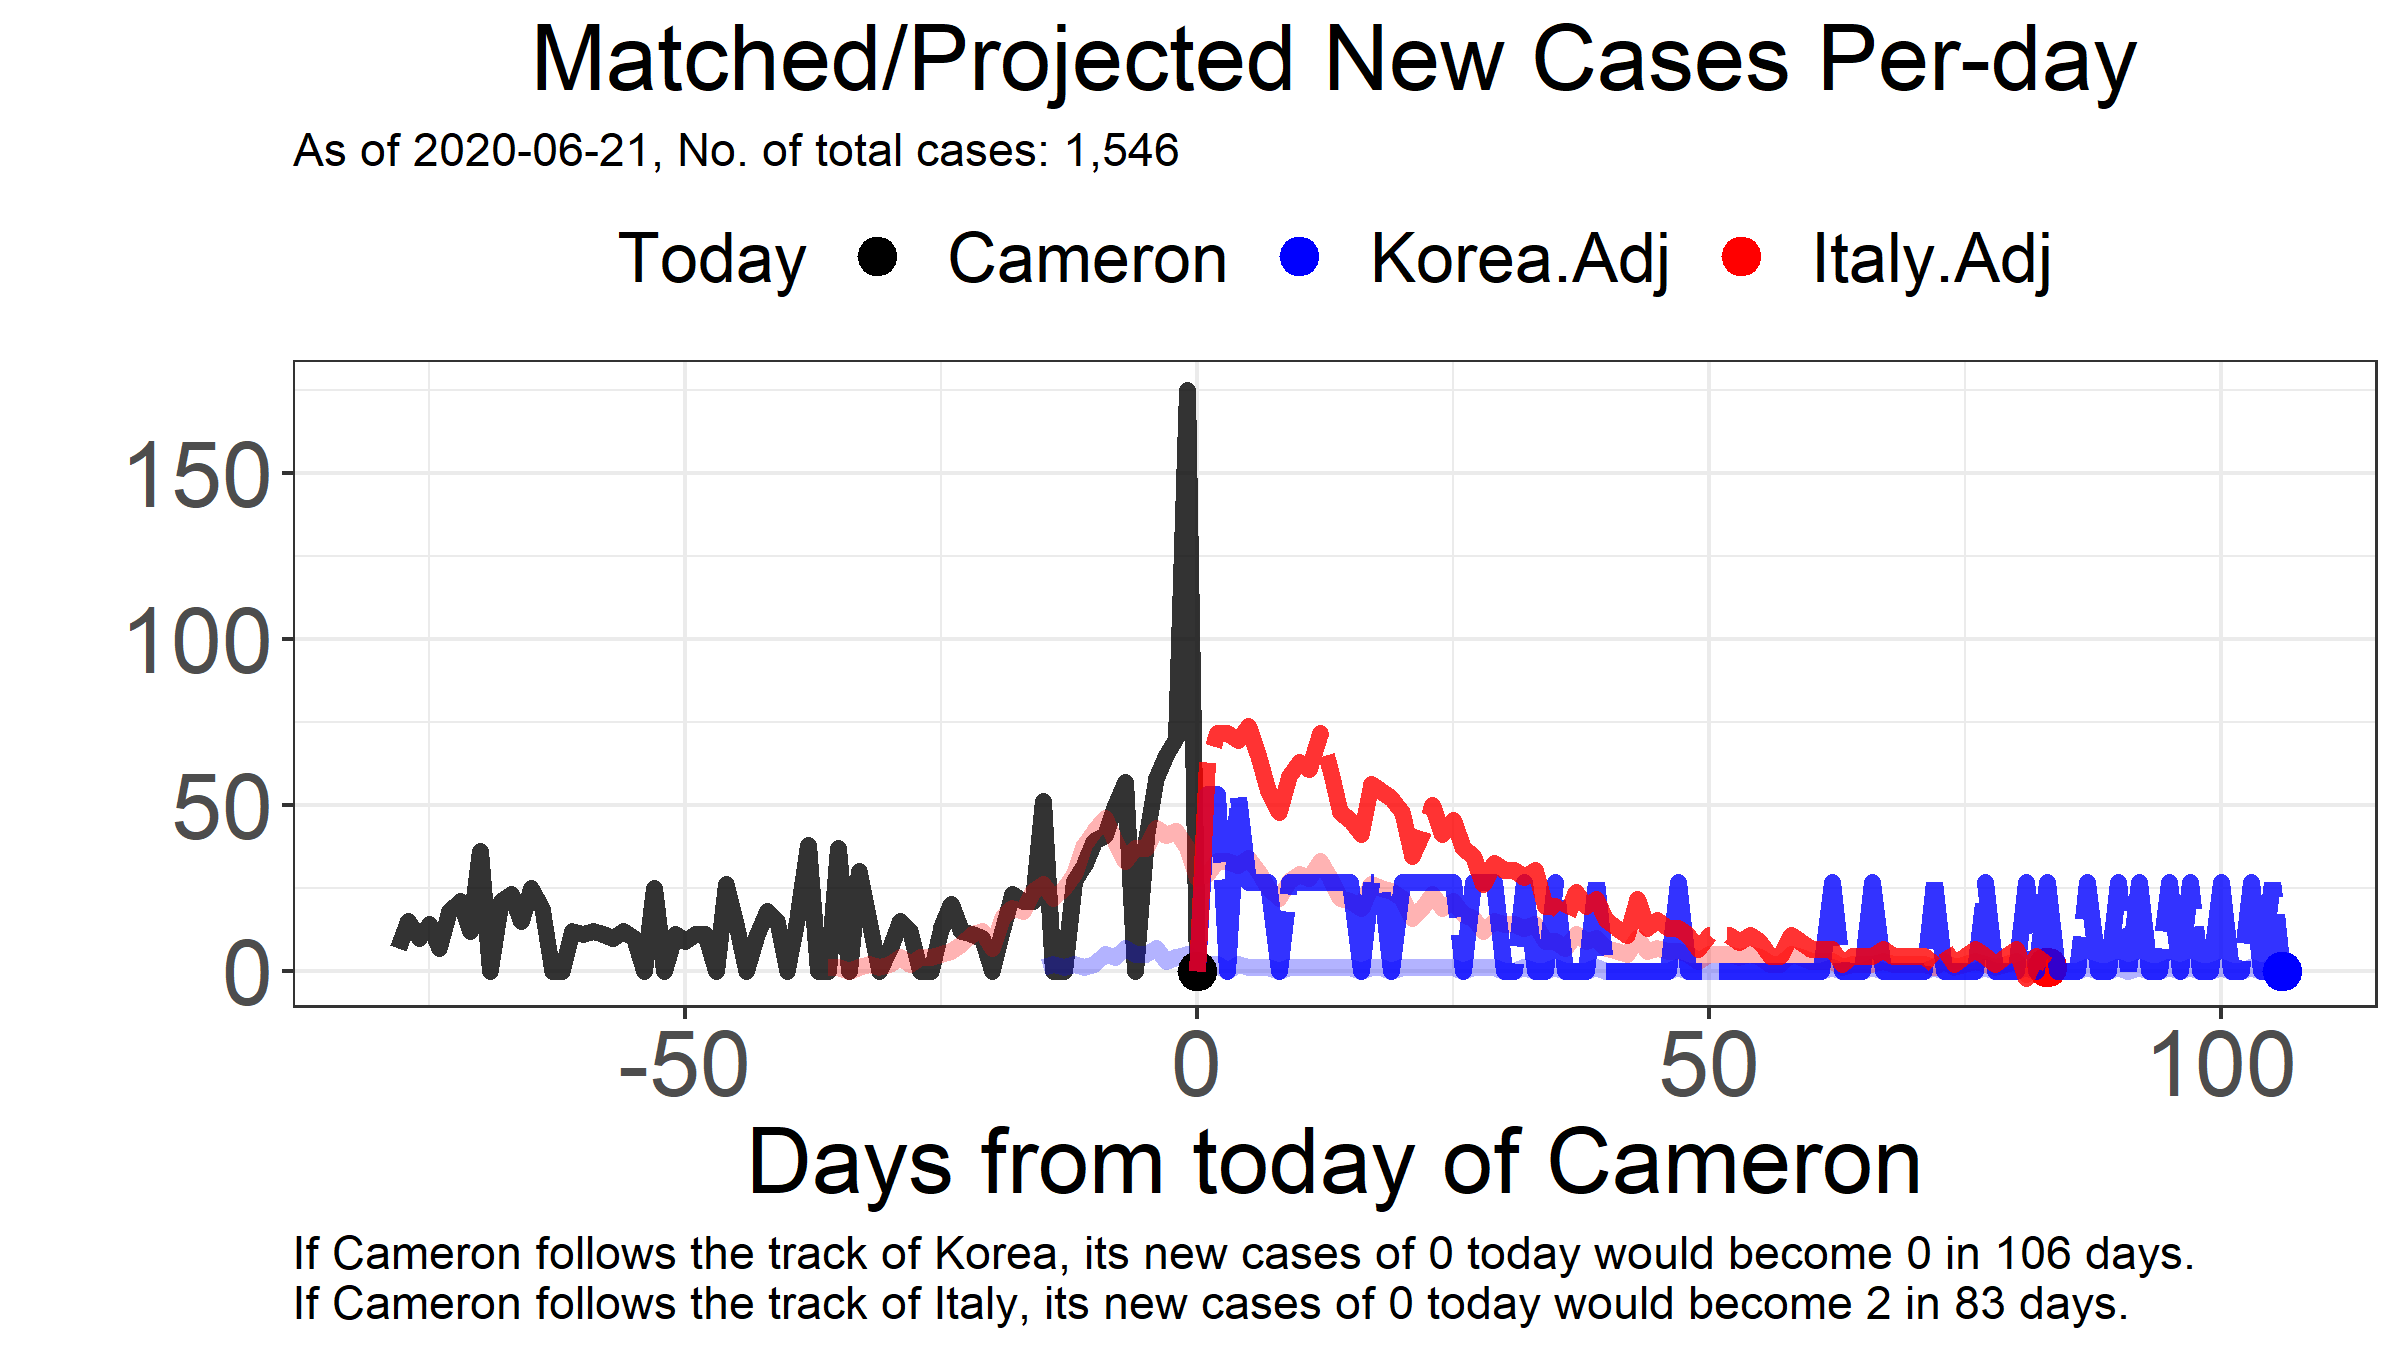 Matched/Projected New Cases Per-day
As of 2020-06-21, No. of total cases: 1,546
Today Cameron Korea.Adj Italy.Adj
150
100
50
0
-50 0 50 100
Days from today of Cameron
If Cameron follows the track of Korea, its new cases of 0 today would become 0 in 106 days.
If Cameron follows the track of Italy, its new cases of 0 today would become 2 in 83 days.